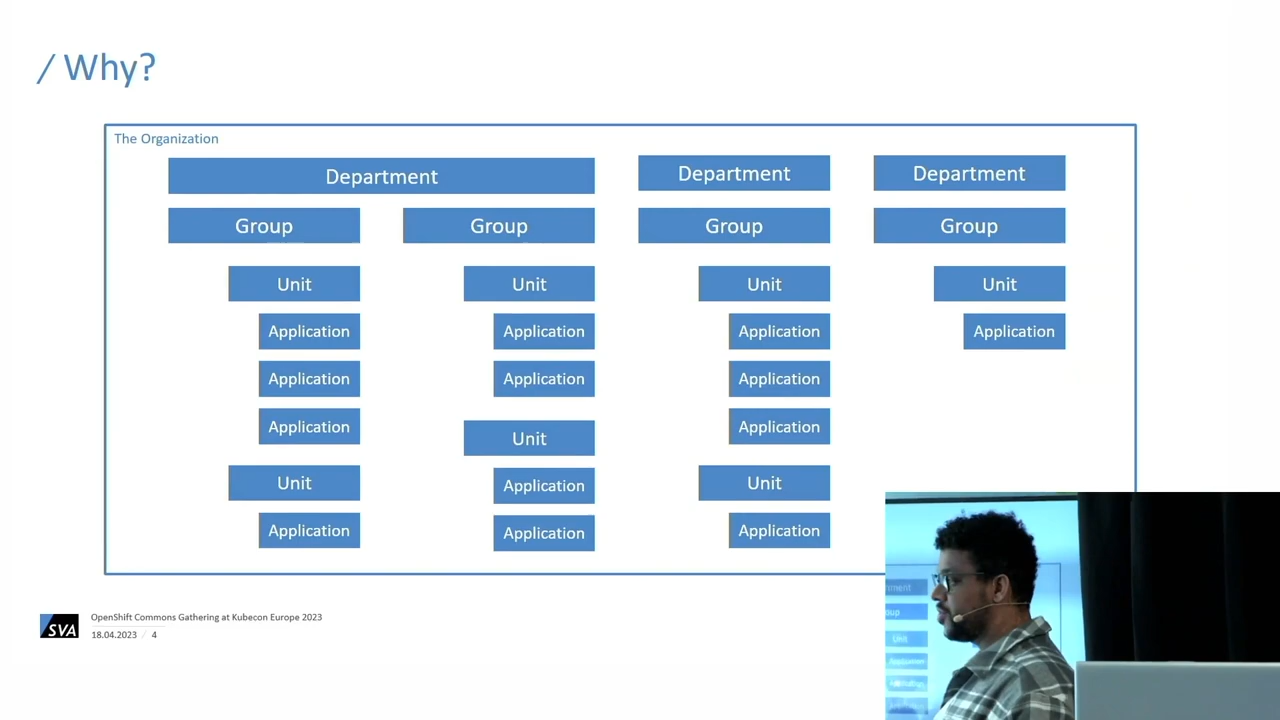 / Why?
The Organization
Department
Department
Department
Group
Group
Group
Group
Unit
Unit
Unit
Unit
Application
Application
Application
Application
Application
Application
Application
Application
Application
Unit
Application
Unit
Unit
Application
Application
Application
Application
SVA
OpenShift Commons Gathering at Kubecon Europe 2023
18.04.2023 / 4
Unit
Application